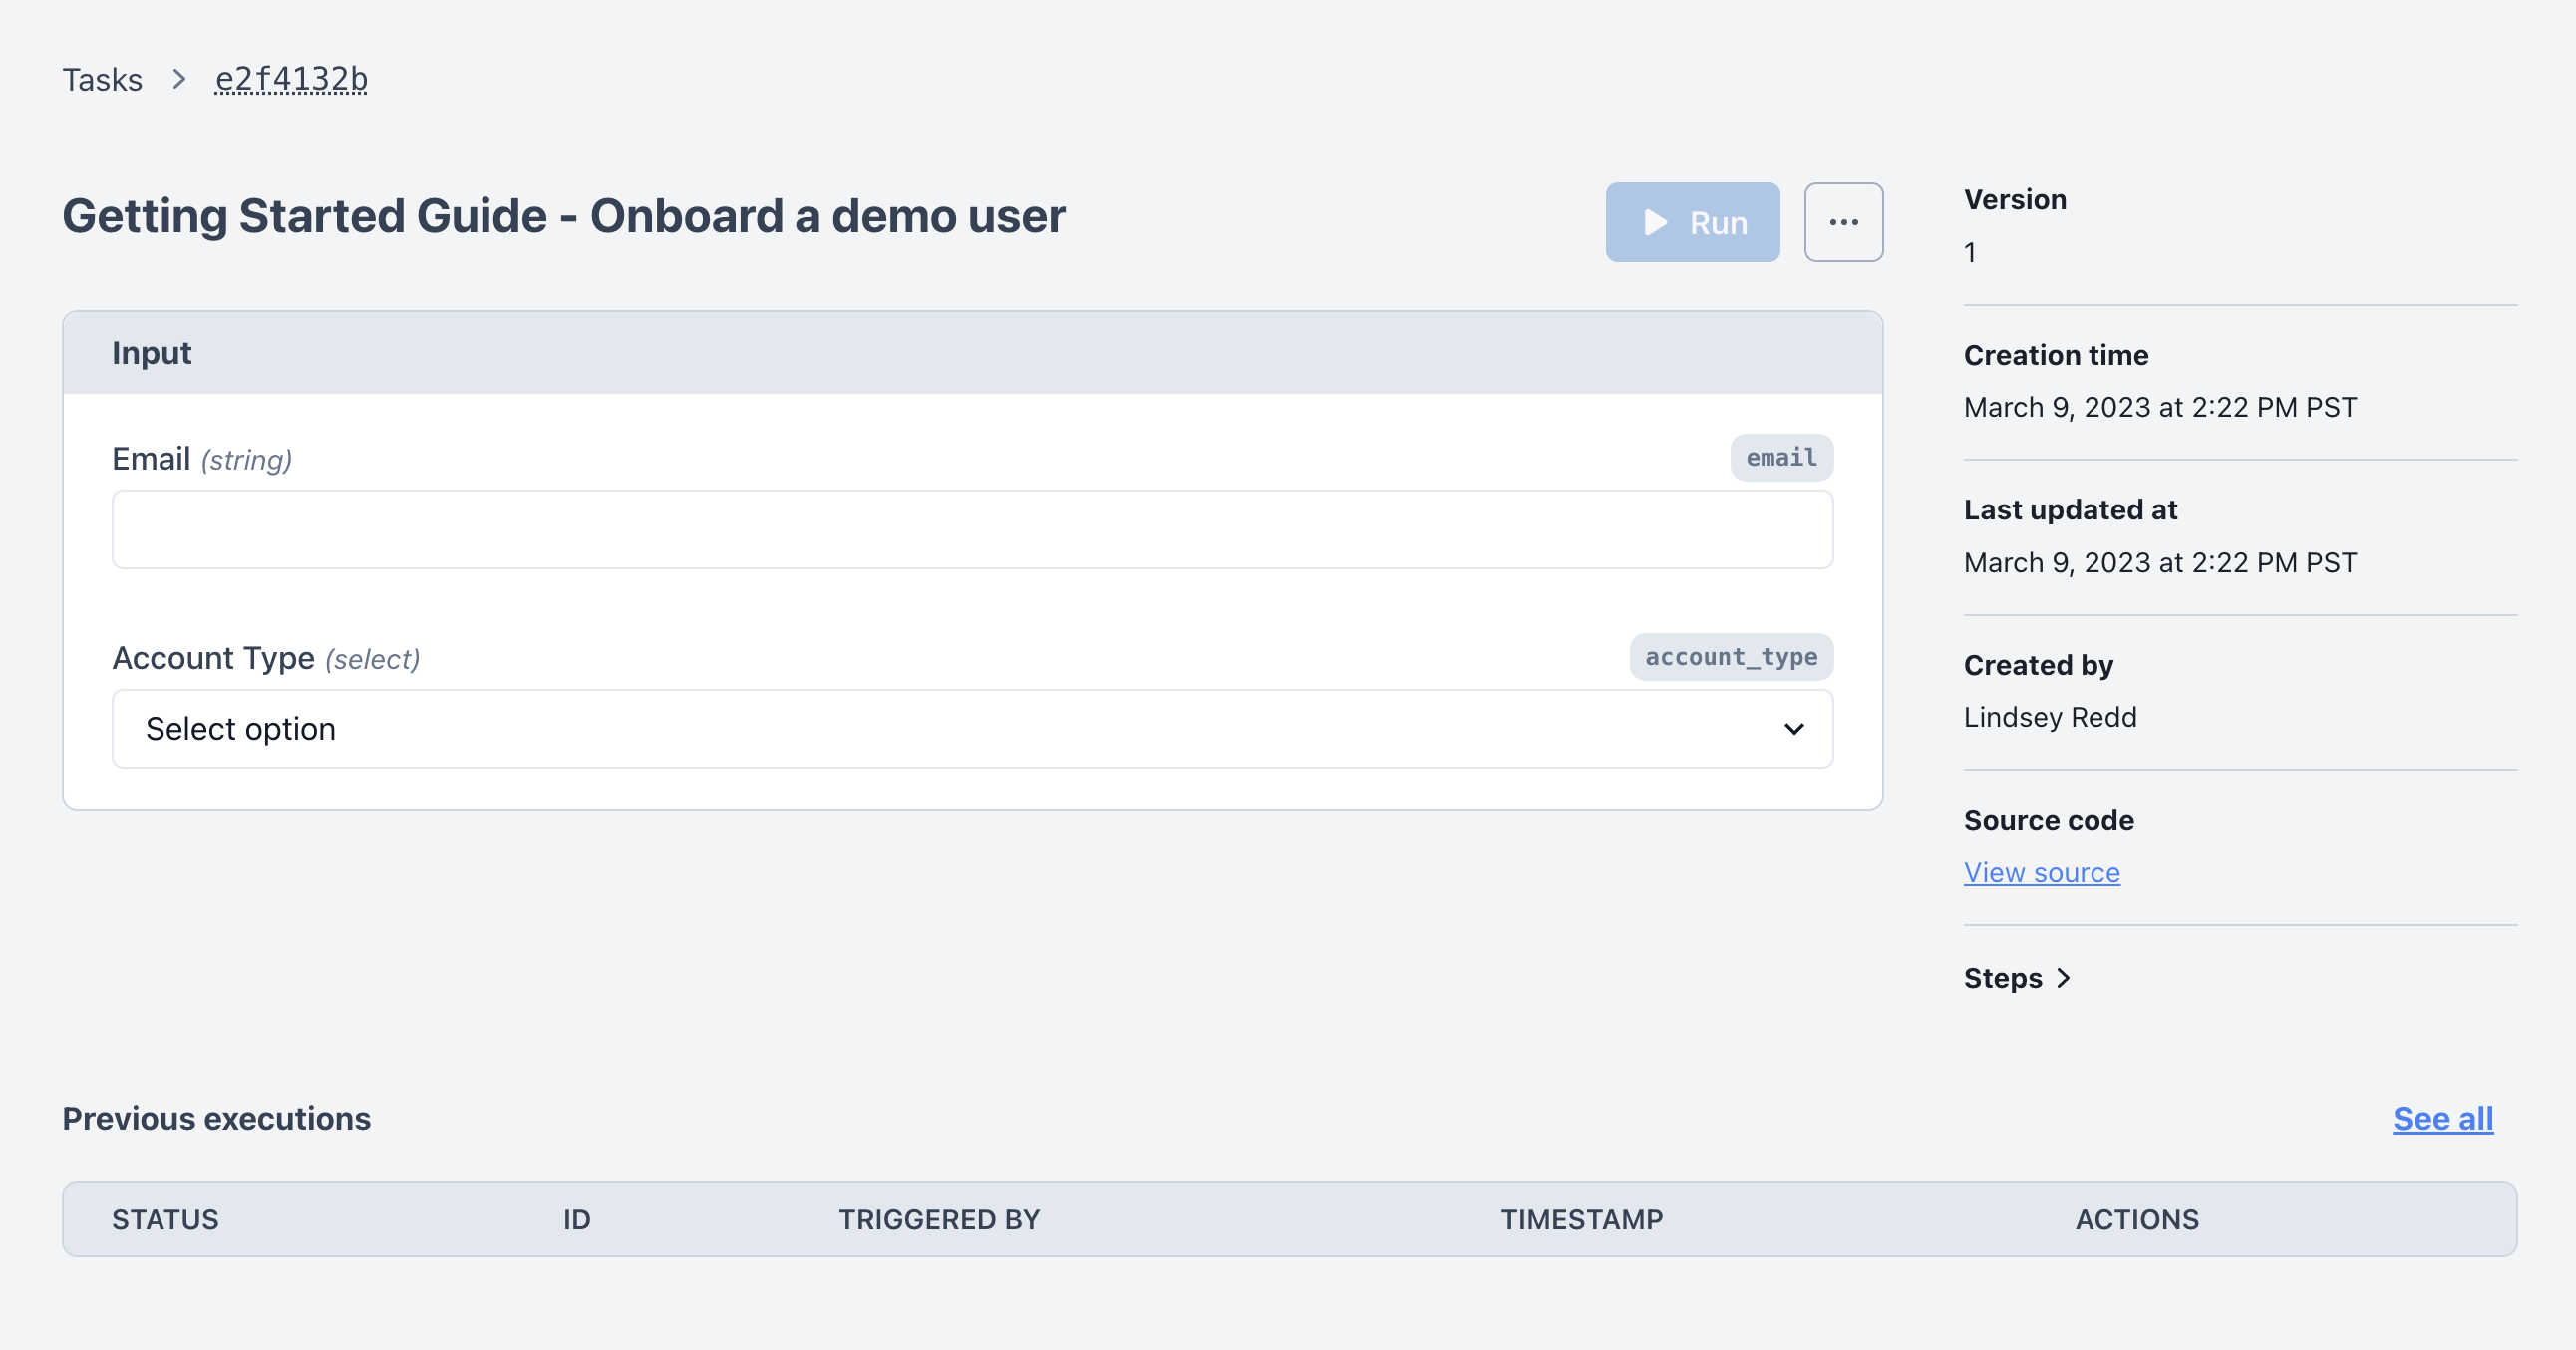 Tasks > e2f4132b
Getting Started Guide - Onboard a demo user
Run
Input
Email (string)
email
Account Type (select)
account_type
Select option
Version
1
Creation time
March 9, 2023 at 2:22 PM PST
Last updated at
March 9, 2023 at 2:22 PM PST
Created by
Lindsey Redd
Source code
View source
Steps >
Previous executions
See all
STATUS ID TRIGGERED BY TIMESTAMP ACTIONS